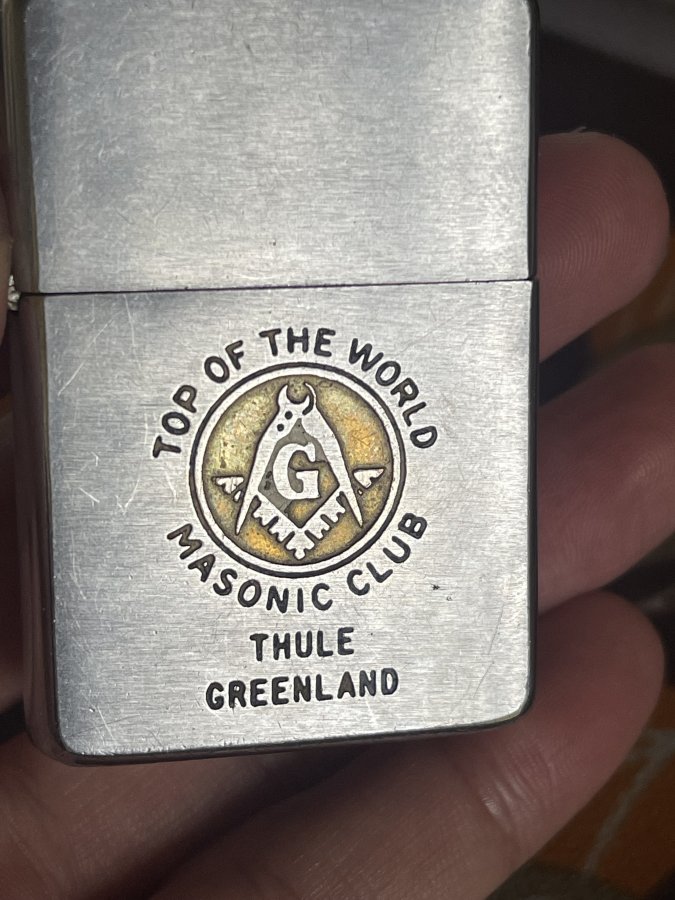 TOP OF THE WORLD
G
MASONIC CLUB
THULE
GREENLAND